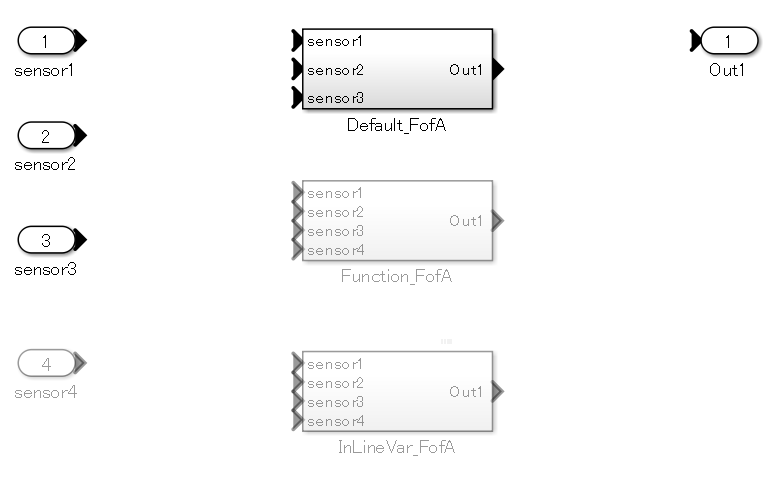 1
sensor1
2
sensor2
3
sensor3
4
sensor4
sensor1
sensor2
sensor3
Out1
Default_FofA
sensor1
sensor2
sensor3
sensor4
Out1
Function_FofA
sensor1
sensor2
sensor3
sensor4
Out1
InLineVar_FofA
1
Out1